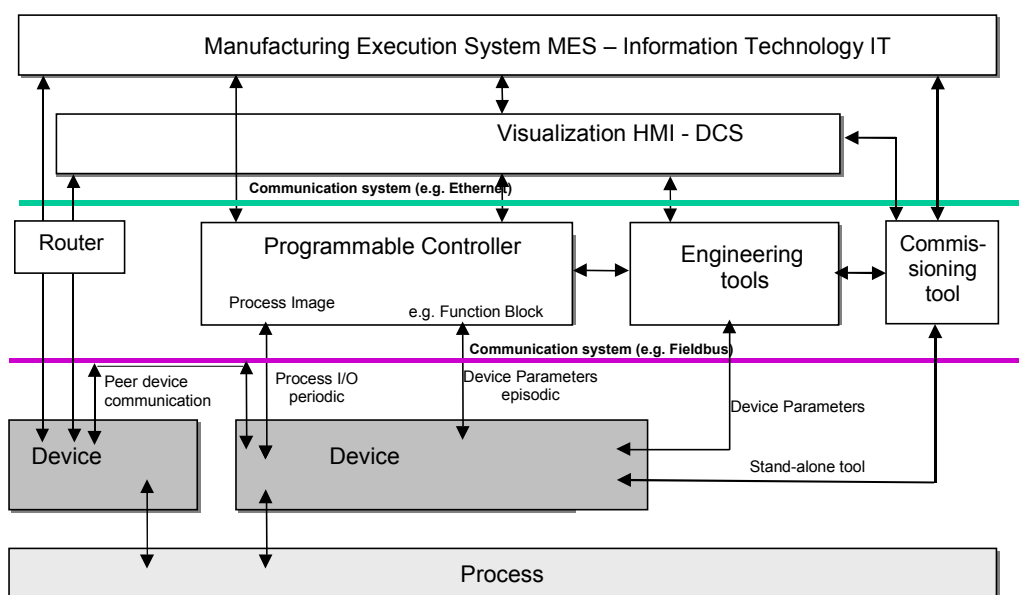 Manufacturing Execution System MES – Information Technology IT
Visualization HMI - DCS
Communication system (e.g. Ethernet)
Router
Programmable Controller
Process Image
e.g. Function Block
Engineering
tools
Commis-
sioning
tool
Communication system (e.g. Fieldbus)
Peer device
communication
Process I/O
periodic
Device Parameters
episodic
Device Parameters
Stand-alone tool
Device
Device
Process